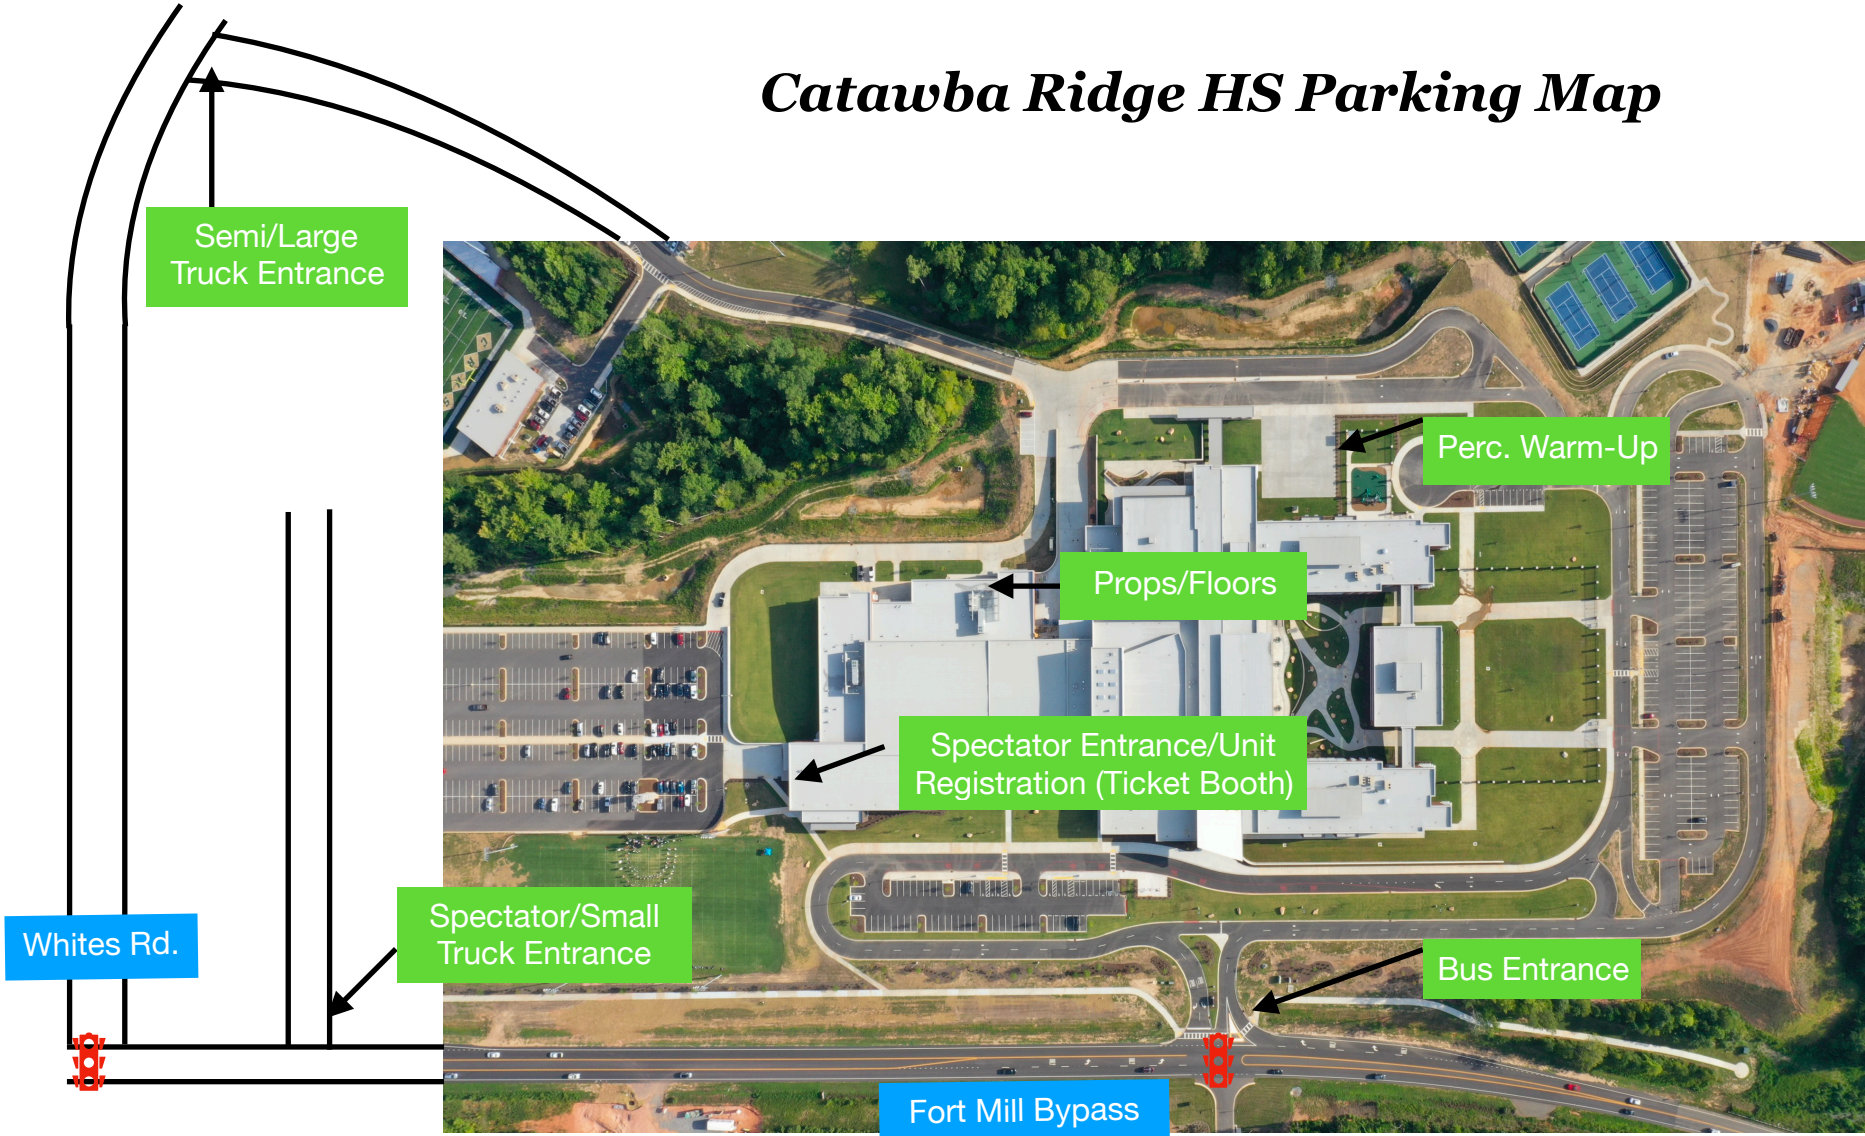 Catawba Ridge HS Parking Map
Semi/Large
Truck Entrance
Perc. Warm-Up
Props/Floors
Spectator Entrance/Unit
Registration (Ticket Booth)
Spectator/Small
Truck Entrance
Whites Rd.
Bus Entrance
Fort Mill Bypass